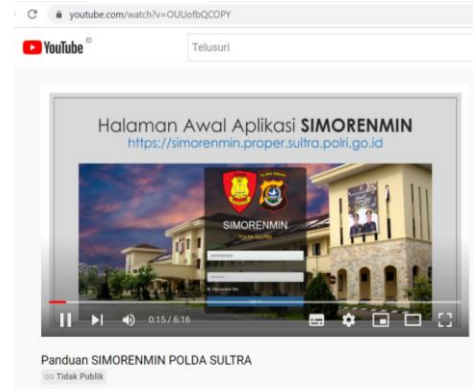 youtube.com/watch?v=OUUofbQCOPY
YouTube ID
Telusuri
Halaman Awal Aplikasi SIMORENMIN
https://simorenmin.proper.sultra.polri.go.id
SIMORENMIN
0:15 / 6:16
Panduan SIMORENMIN POLDA SULTRA
Tidak Publik